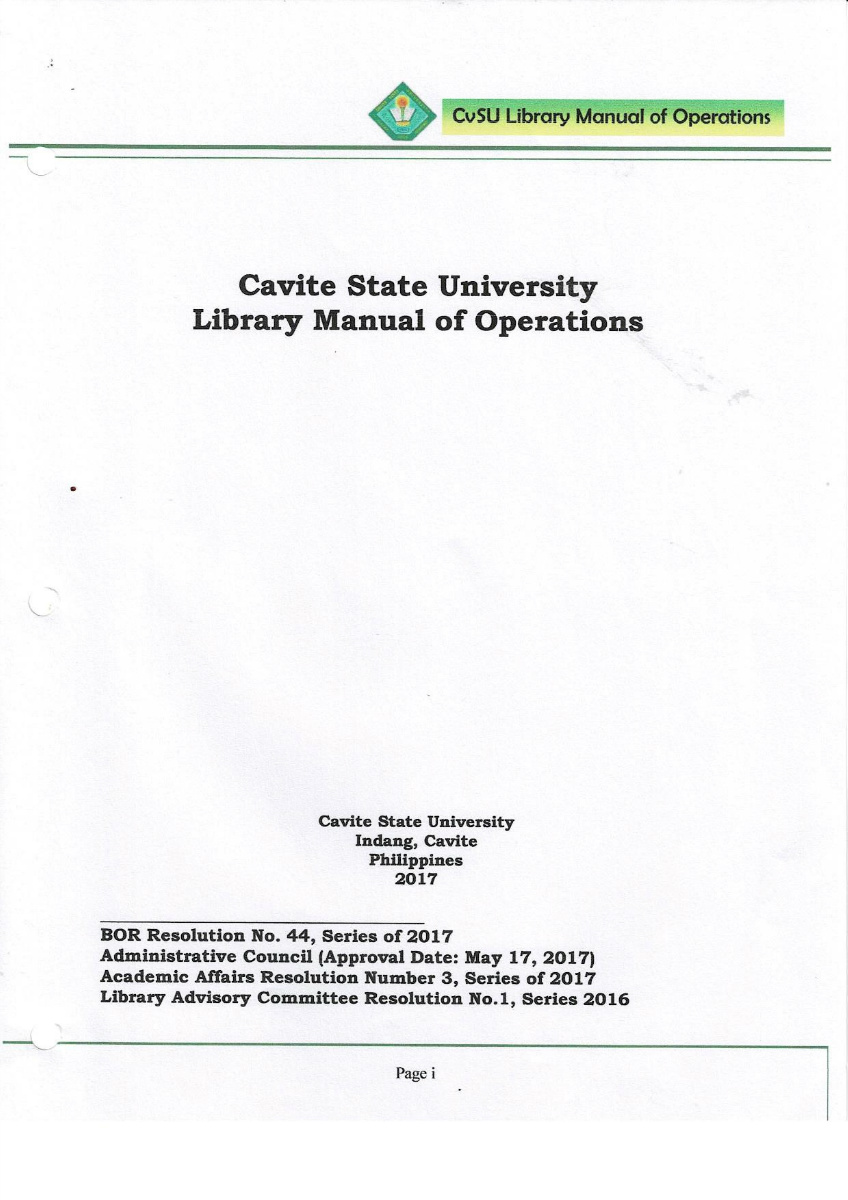 CvSU Library Manual of Operations
Cavite State University
Library Manual of Operations
Cavite State University
Indang, Cavite
Philippines
2017
BOR Resolution No. 44, Series of 2017
Administrative Council (Approval Date: May 17, 2017)
Academic Affairs Resolution Number 3, Series of 2017
Library Advisory Committee Resolution No.1, Series 2016
Page i